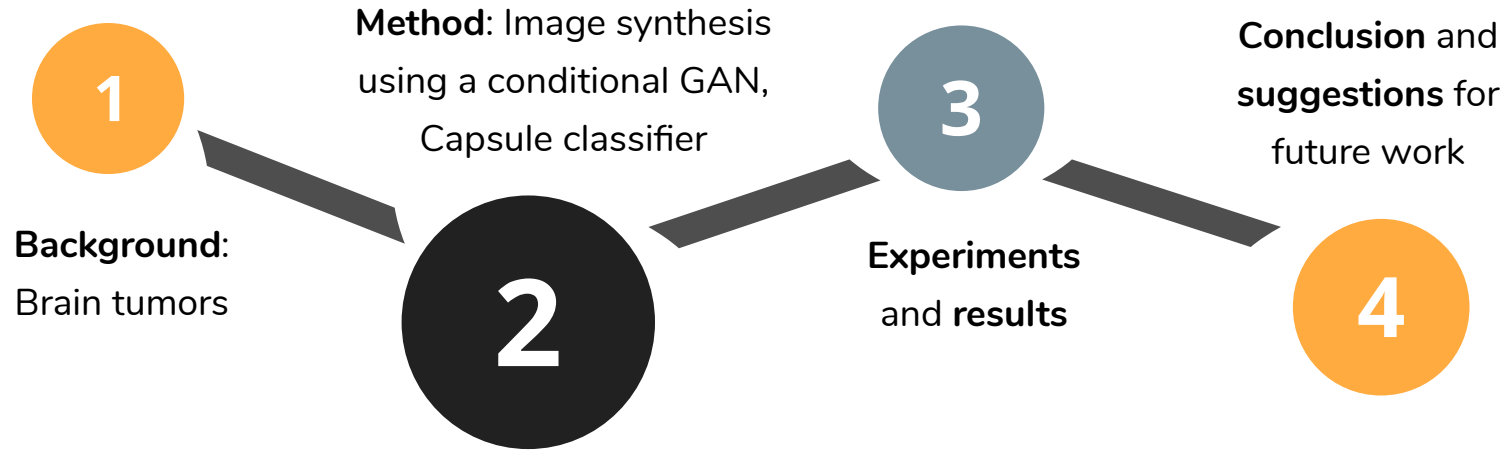 1
Background:
Brain tumors
Method: Image synthesis
using a conditional GAN,
Capsule classifier
2
3
Experiments
and results
Conclusion and
suggestions for
future work
4